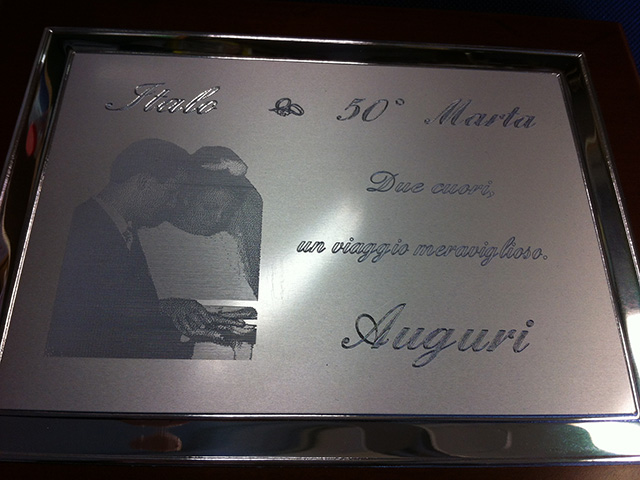 Italo 50° Marta
Due cuori,
un viaggio meraviglioso.
Auguri